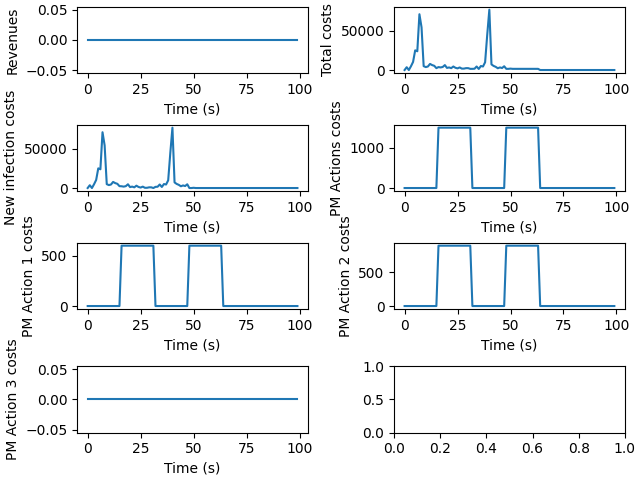 Revenues
0.05
0.00
−0.05
0 25 50 75 100
Time (s)
Total costs
50000
0
0 25 50 75 100
Time (s)
New infection costs
50000
0
0 25 50 75 100
Time (s)
PM Actions costs
1000
0
0 25 50 75 100
Time (s)
PM Action 1 costs
500
0
0 25 50 75 100
Time (s)
PM Action 2 costs
500
0
0 25 50 75 100
Time (s)
PM Action 3 costs
0.05
0.00
−0.05
0 25 50 75 100
Time (s)
1.0
0.5
0.0
0.0 0.2 0.4 0.6 0.8 1.0